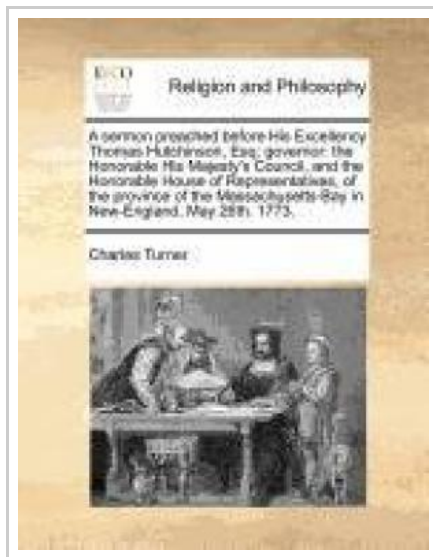 ECCO
Religion and Philosophy
A sermon preached before His Excellency
Thomas Hutchinson, Esq; governor: the
Honorable His Majesty's Council, and the
Honorable House of Representatives, of
the province of the Massachusetts-Bay in
New-England, May 26th. 1773.
Charles Turner